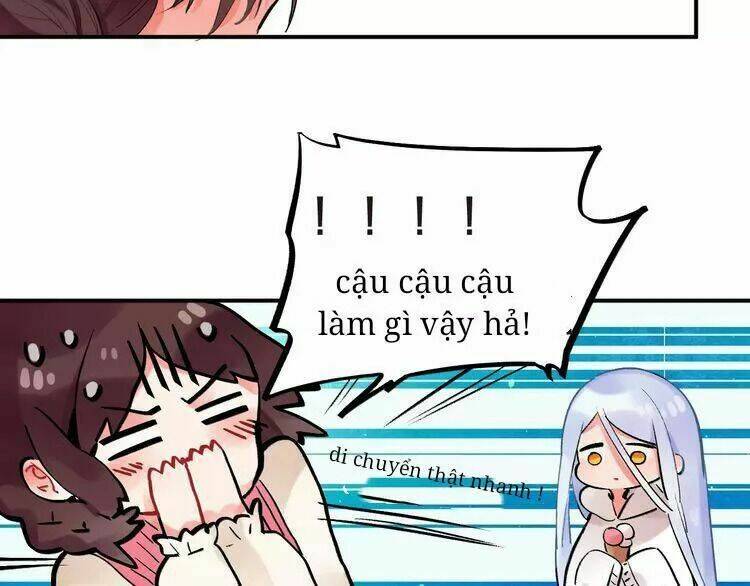 ! ! ! !
cậu cậu cậu
làm gì vậy hả!
di chuyển thật nhanh !